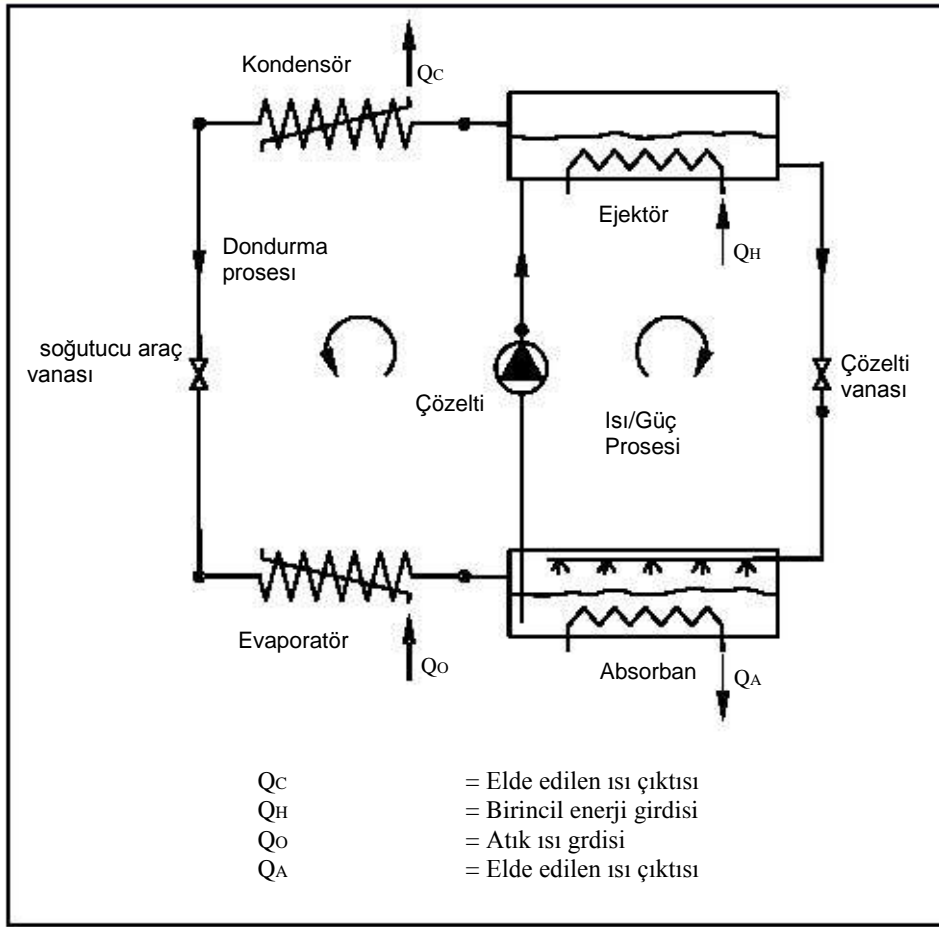 Kondensör
QC
Ejektör
QH
Dondurma
prosesı
soğutucu araç
vanası
Çözelti
Isı/Güç
Prosesi
Çözelti
vanası
Evaporatör
QO
Absorban
QA
QC = Elde edilen ısı çıktısı
QH = Birincil enerji girdisi
QO = Atık ısı grdisi
QA = Elde edilen ısı çıktısı